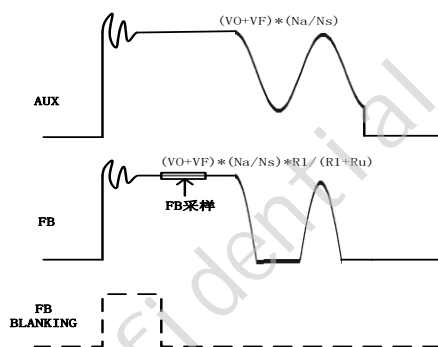 (VO+VF)*(Na/Ns)
AUX
(VO+VF)*(Na/Ns)*R1/(R1+Ru)
FB采样
FB
FB
BLANKING
fidential